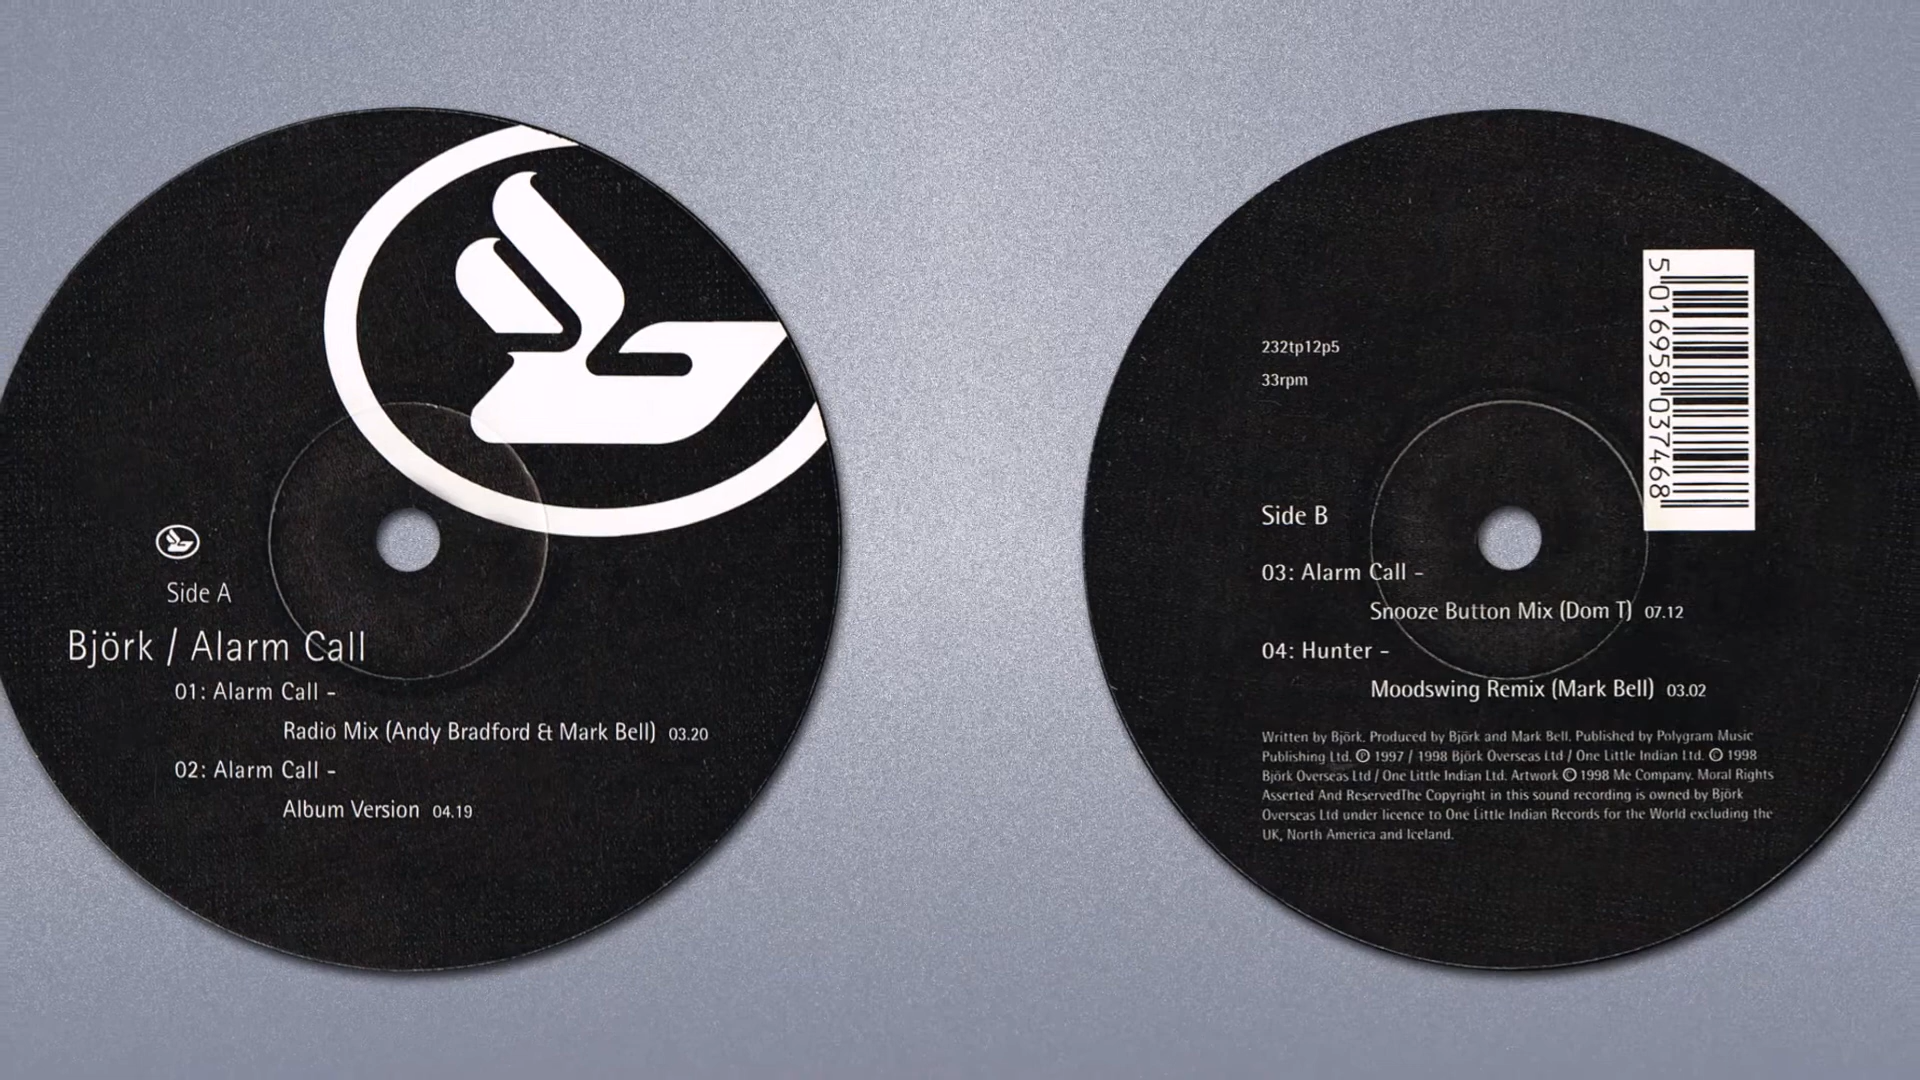 Side A
Björk / Alarm Call
01: Alarm Call -
Radio Mix (Andy Bradford & Mark Bell) 03.20
02: Alarm Call -
Album Version 04.19
232tp12p5
33rpm
5 016958 037468
Side B
03: Alarm Call -
Snooze Button Mix (Dom T) 07.12
04: Hunter -
Moodswing Remix (Mark Bell) 03.02
Written by Björk. Produced by Björk and Mark Bell. Published by Polygram Music
Publishing Ltd. ℗ 1997 / 1998 Björk Overseas Ltd / One Little Indian Ltd. © 1998
Björk Overseas Ltd / One Little Indian Ltd. Artwork © 1998 Me Company. Moral Rights
Asserted And ReservedThe Copyright in this sound recording is owned by Björk
Overseas Ltd under licence to One Little Indian Records for the World excluding the
UK, North America and Iceland.